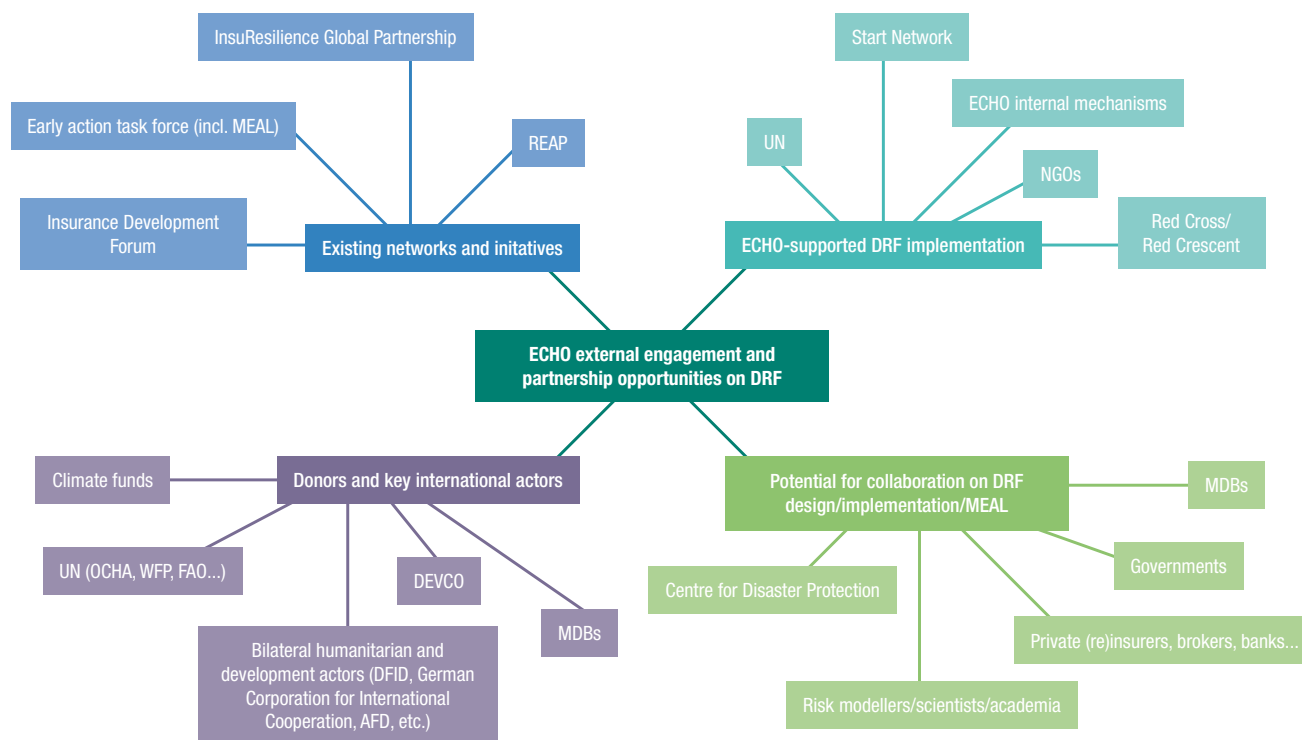 InsuResilience Global Partnership
Early action task force (incl. MEAL)
REAP
Insurance Development
Forum
Existing networks and initatives
Start Network
ECHO internal mechanisms
UN
NGOs
Red Cross/
Red Crescent
ECHO-supported DRF implementation
ECHO external engagement and
partnership opportunities on DRF
Climate funds
Donors and key international actors
UN (OCHA, WFP, FAO...)
DEVCO
MDBs
Bilateral humanitarian and
development actors (DFID, German
Corporation for International
Cooperation, AFD, etc.)
Potential for collaboration on DRF
design/implementation/MEAL
MDBs
Governments
Centre for Disaster Protection
Private (re)insurers, brokers, banks...
Risk modellers/scientists/academia